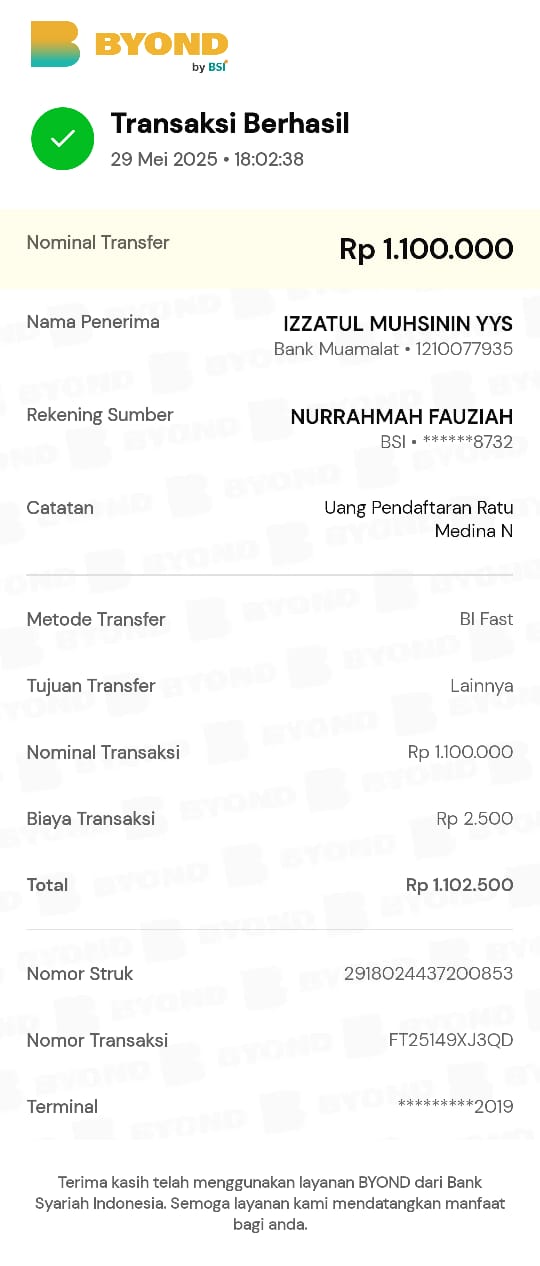 BYOND
by BSI
Transaksi Berhasil
29 Mei 2025 • 18:02:38
Nominal Transfer Rp 1.100.000
Nama Penerima IZZATUL MUHSININ YYS
Bank Muamalat • 1210077935
Rekening Sumber NURRAHMAH FAUZIAH
BSI • ******8732
Catatan Uang Pendaftaran Ratu
Medina N
Metode Transfer BI Fast
Tujuan Transfer Lainnya
Nominal Transaksi Rp 1.100.000
Biaya Transaksi Rp 2.500
Total Rp 1.102.500
Nomor Struk 2918024437200853
Nomor Transaksi FT25149XJ3QD
Terminal *********2019
Terima kasih telah menggunakan layanan BYOND dari Bank
Syariah Indonesia. Semoga layanan kami mendatangkan manfaat
bagi anda.